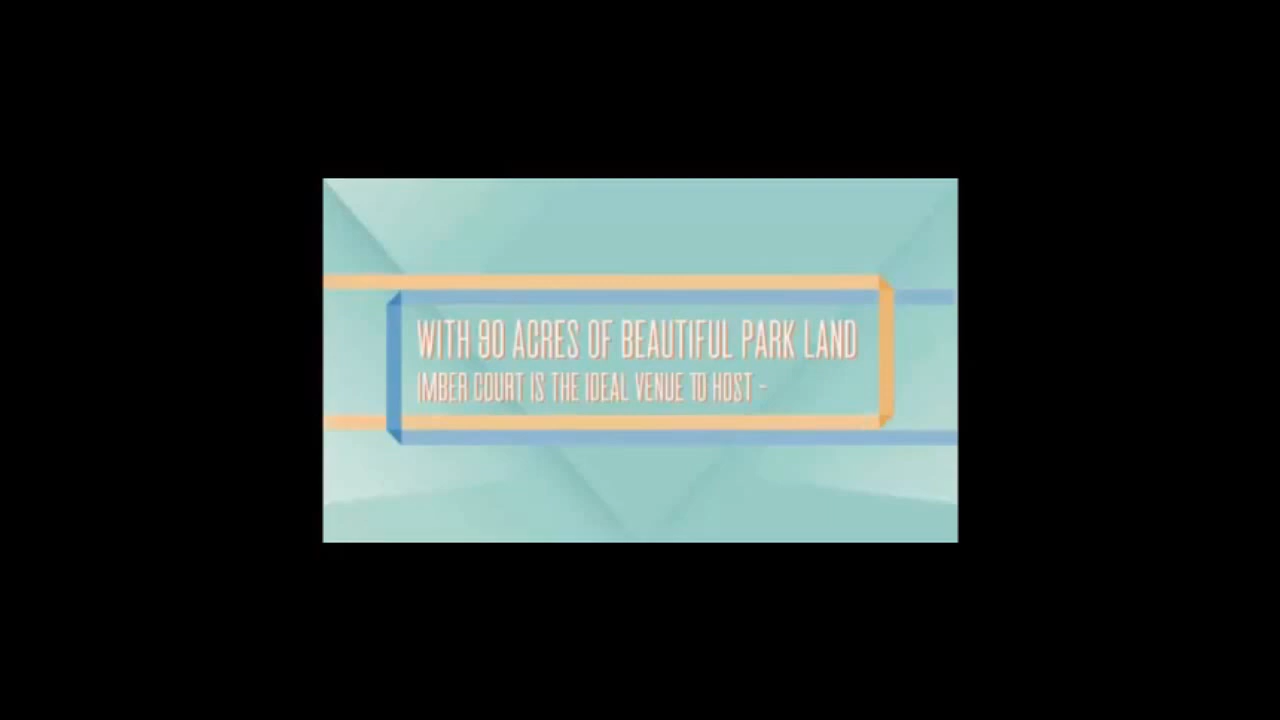 WITH 90 ACRES OF BEAUTIFUL PARK LAND
IMBER COURT IS THE IDEAL VENUE TO HOST -